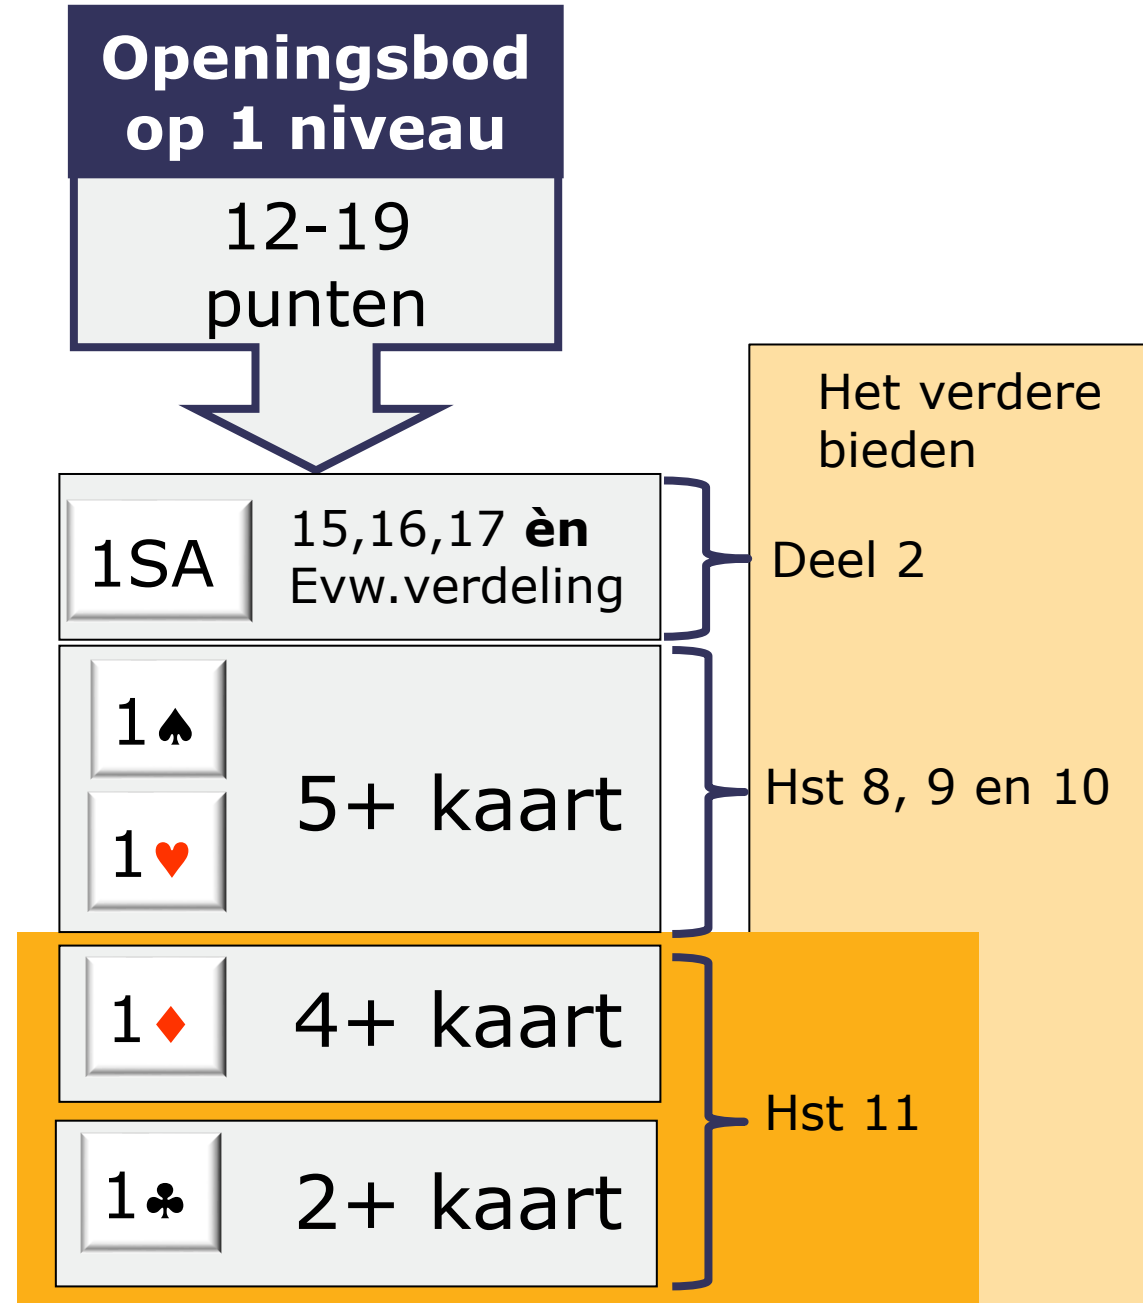 Openingsbod
op 1 niveau
12-19
punten
Het verdere
bieden
1SA
15,16,17 èn
Evw.verdeling
Deel 2
1♠
1♥
5+ kaart
Hst 8, 9 en 10
1♦
4+ kaart
Hst 11
1♣
2+ kaart